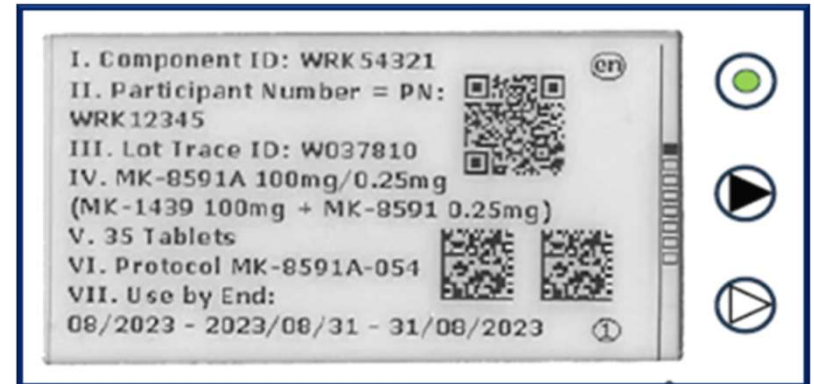 I. Component ID: WRK54321
en
II. Participant Number = PN:
WRK12345
III. Lot Trace ID: W037810
IV. MK-8591A 100mg/0.25mg
(MK-1439 100mg + MK-8591 0.25mg)
V. 35 Tablets
VI. Protocol MK-8591A-054
VII. Use by End:
08/2023 - 2023/08/31 - 31/08/2023
1